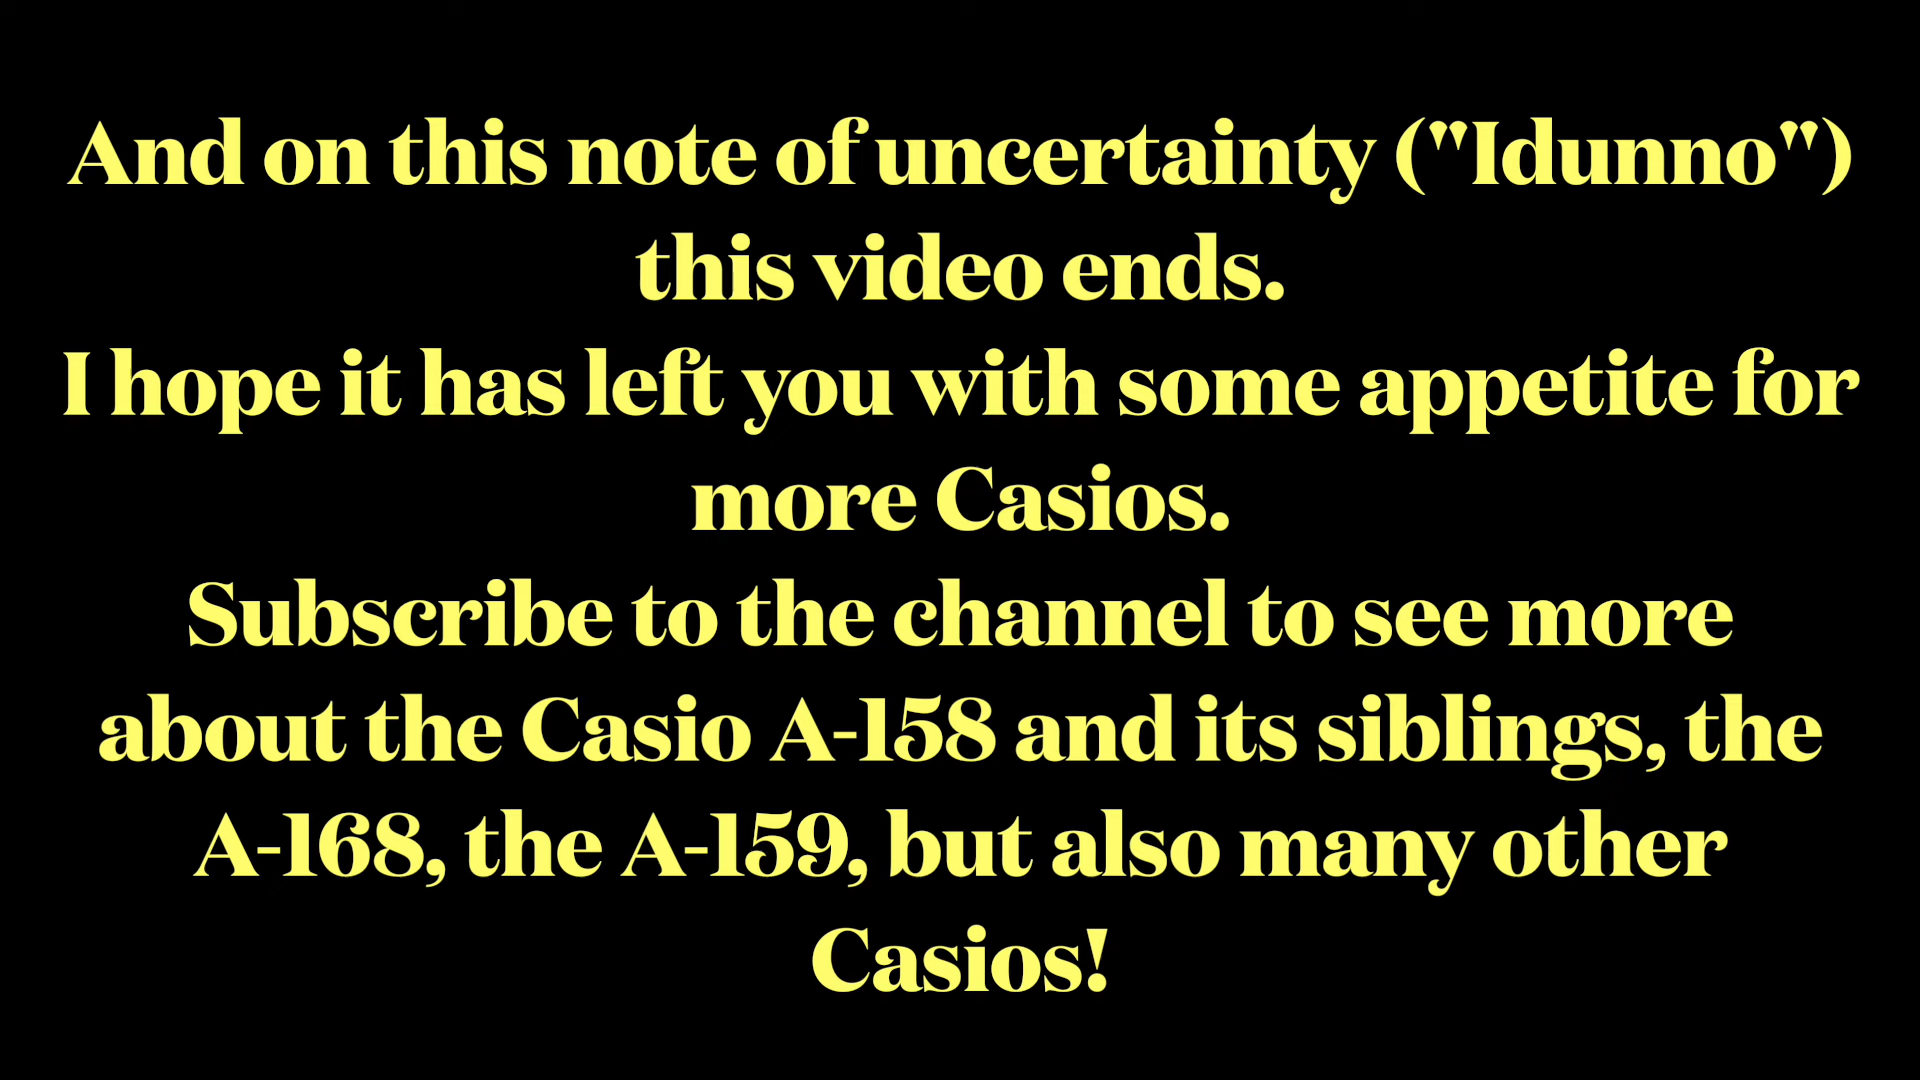 And on this note of uncertainty ("Idunno")
this video ends.
I hope it has left you with some appetite for
more Casios.
Subscribe to the channel to see more
about the Casio A-158 and its siblings, the
A-168, the A-159, but also many other
Casios!